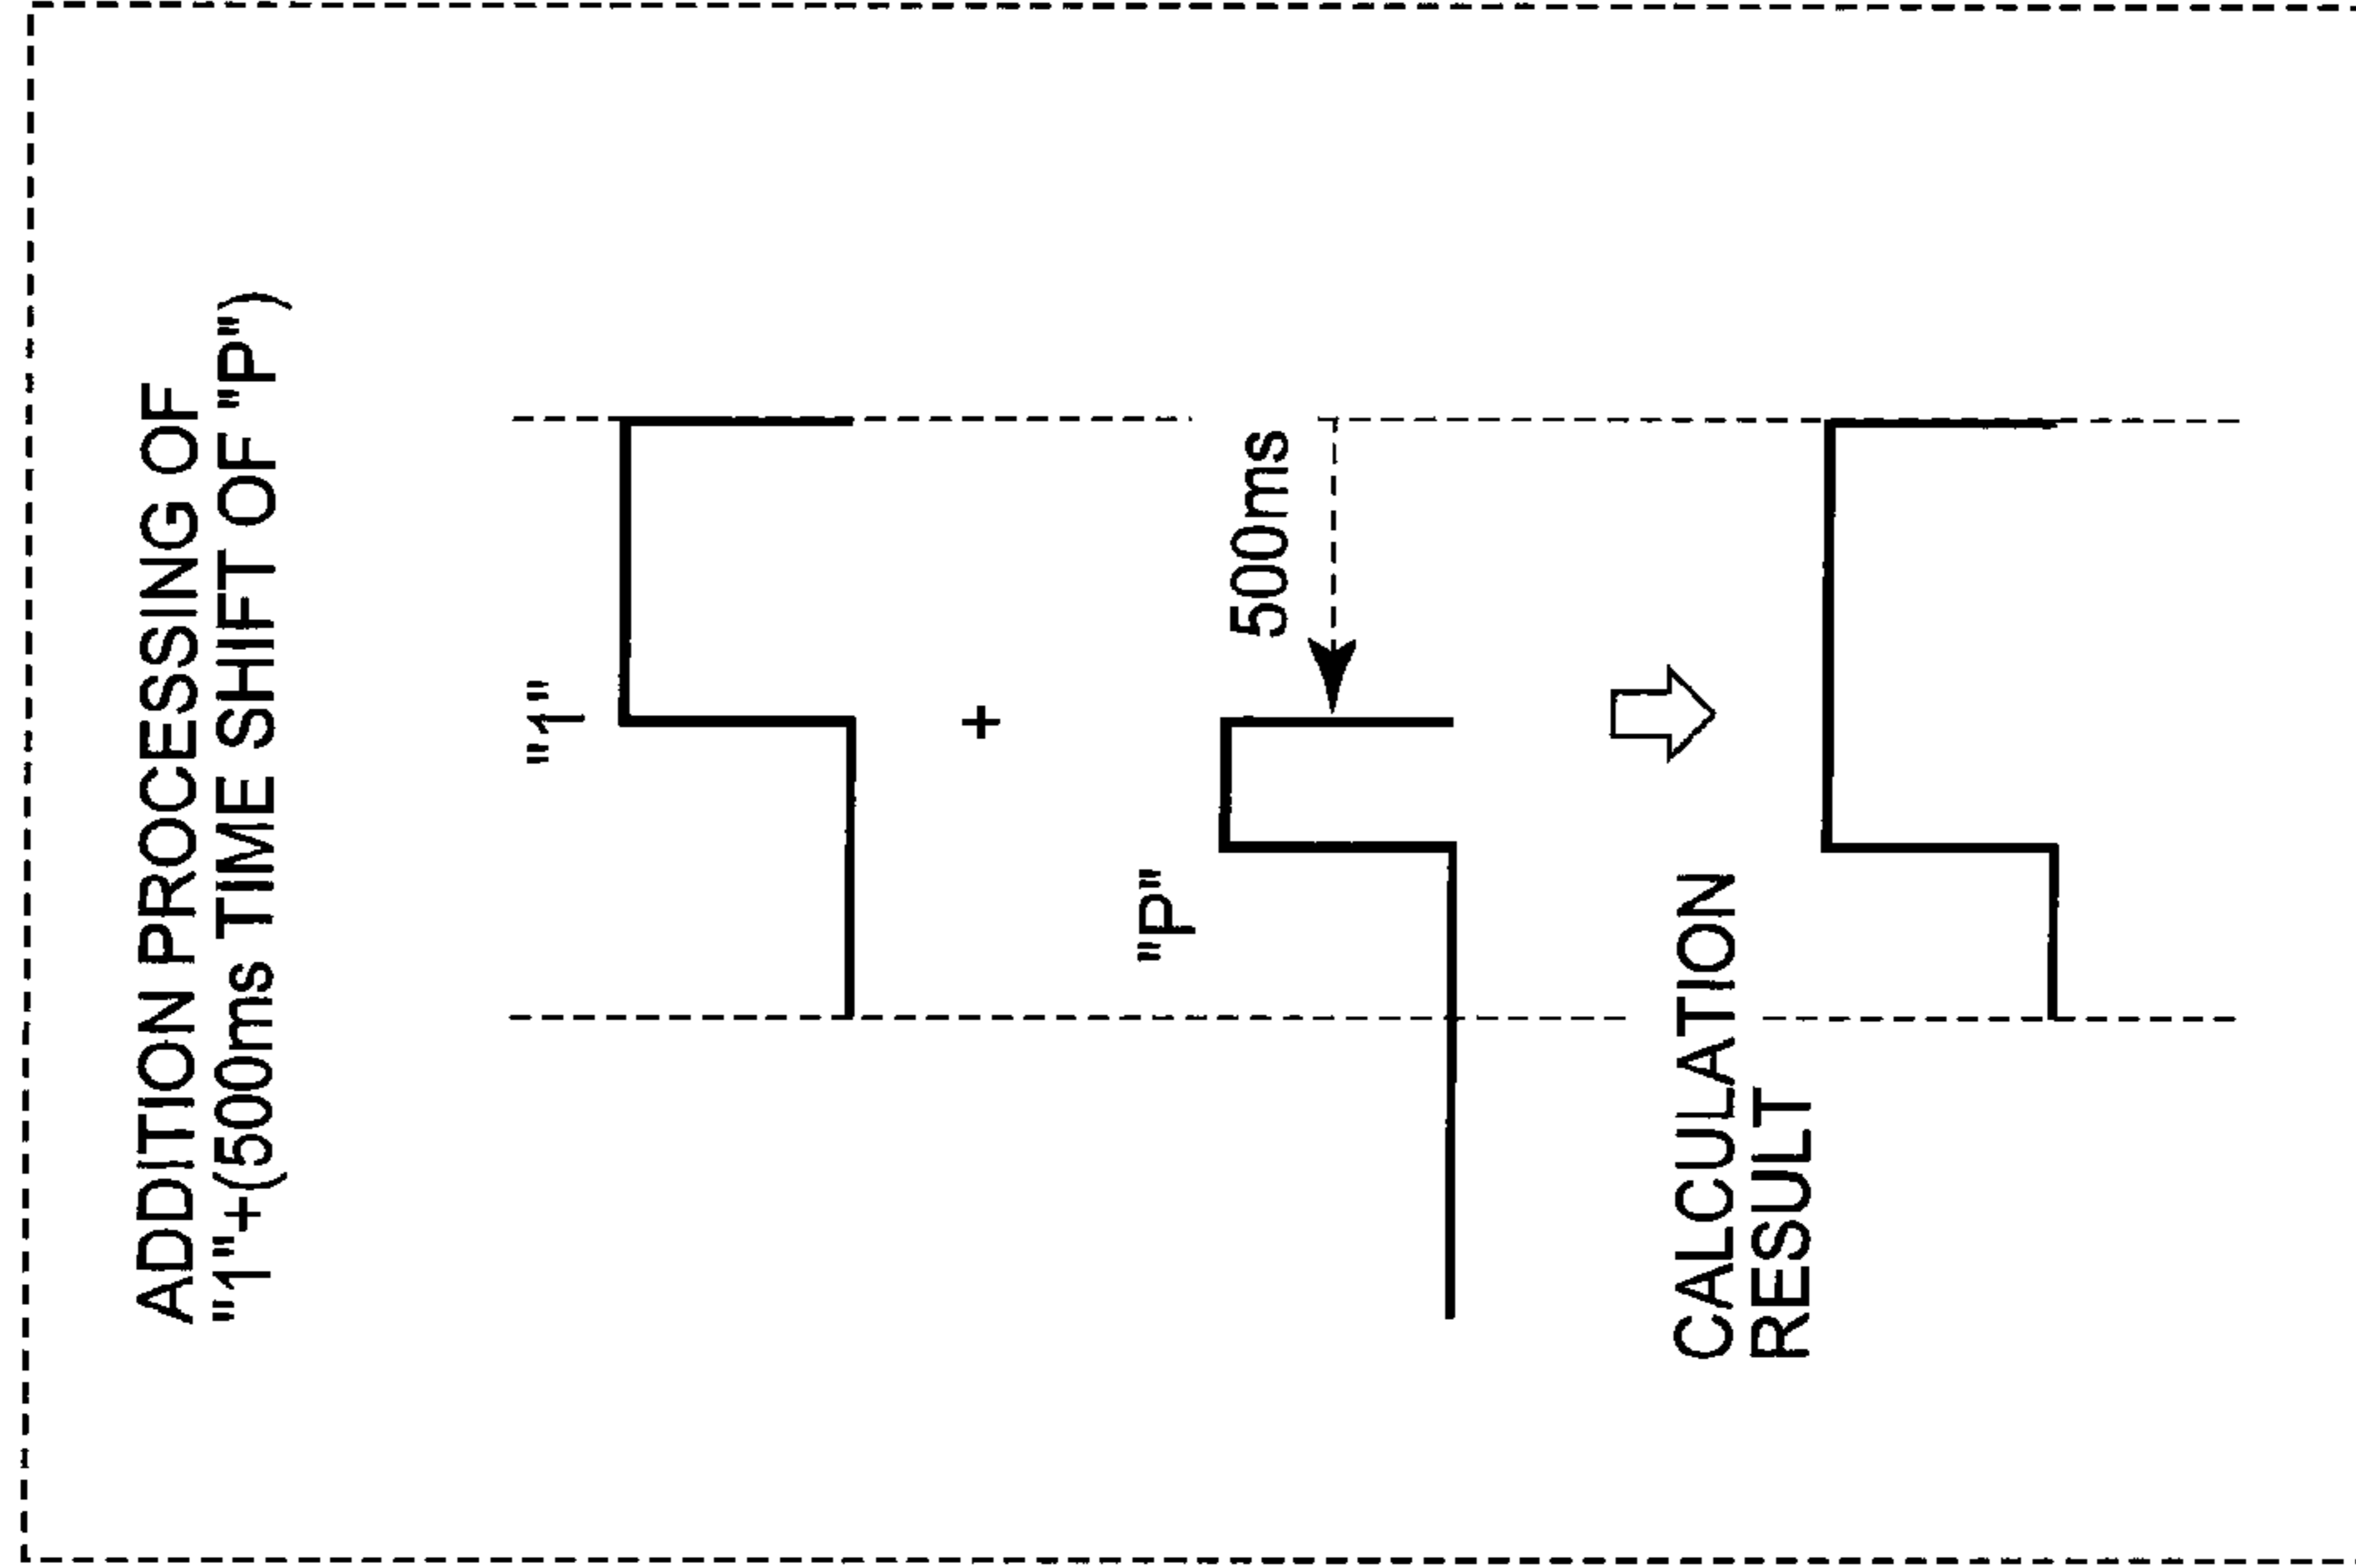 ADDITION PROCESSING OF
"1"+(500ms TIME SHIFT OF "P")
"1"
+
"P"
500ms
CALCULATION
RESULT